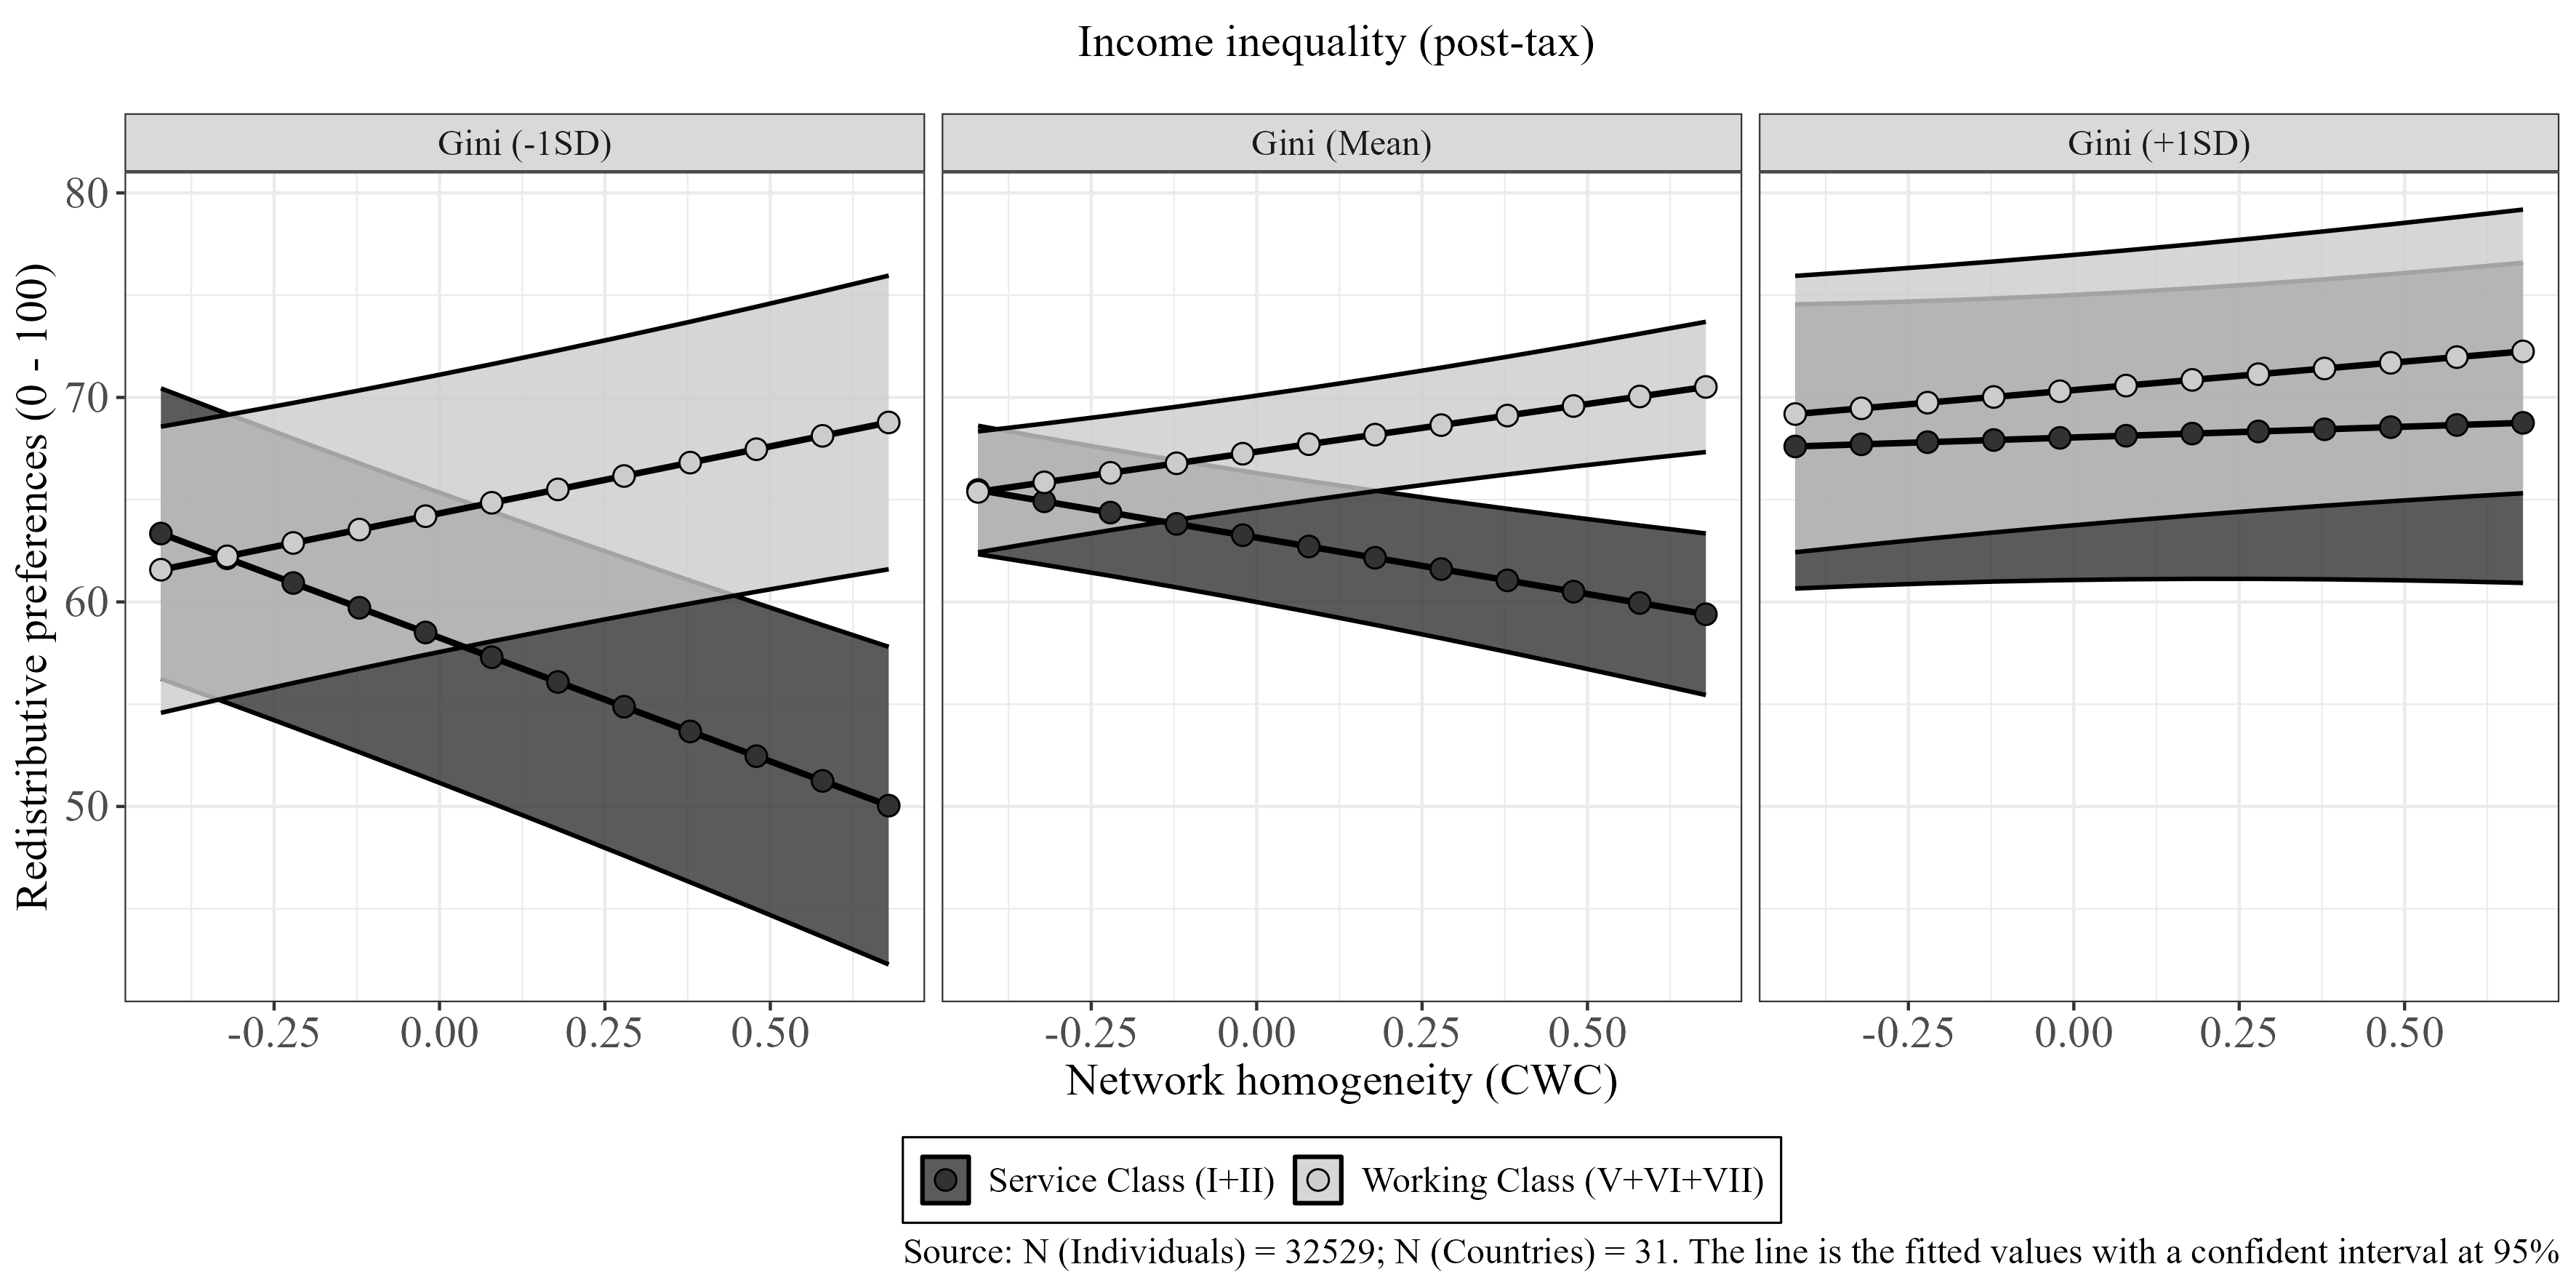 Income inequality (post-tax)
Gini (-1SD)
Gini (Mean)
Gini (+1SD)
Redistributive preferences (0 - 100)
80
70
60
50
-0.25 0.00 0.25 0.50
-0.25 0.00 0.25 0.50
-0.25 0.00 0.25 0.50
Network homogeneity (CWC)
Service Class (I+II) Working Class (V+VI+VII)
Source: N (Individuals) = 32529; N (Countries) = 31. The line is the fitted values with a confident interval at 95%